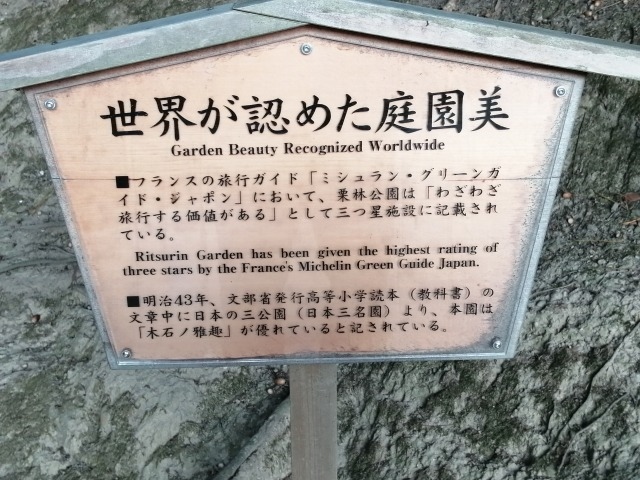 世界が認めた庭園美
Garden Beauty Recognized Worldwide
■フランスの旅行ガイド「ミシュラン・グリーンガ
イド・ジャポン」において、栗林公園は「わざわざ
旅行する価値がある」として三つ星施設に記載され
ている。
Ritsurin Garden has been given the highest rating of
three stars by the France's Michelin Green Guide Japan.
■明治43年、文部省発行高等小学読本（教科書）の
文章中に日本の三公園（日本三名園）より、本園は
「木石ノ雅趣」が優れていると記されている。